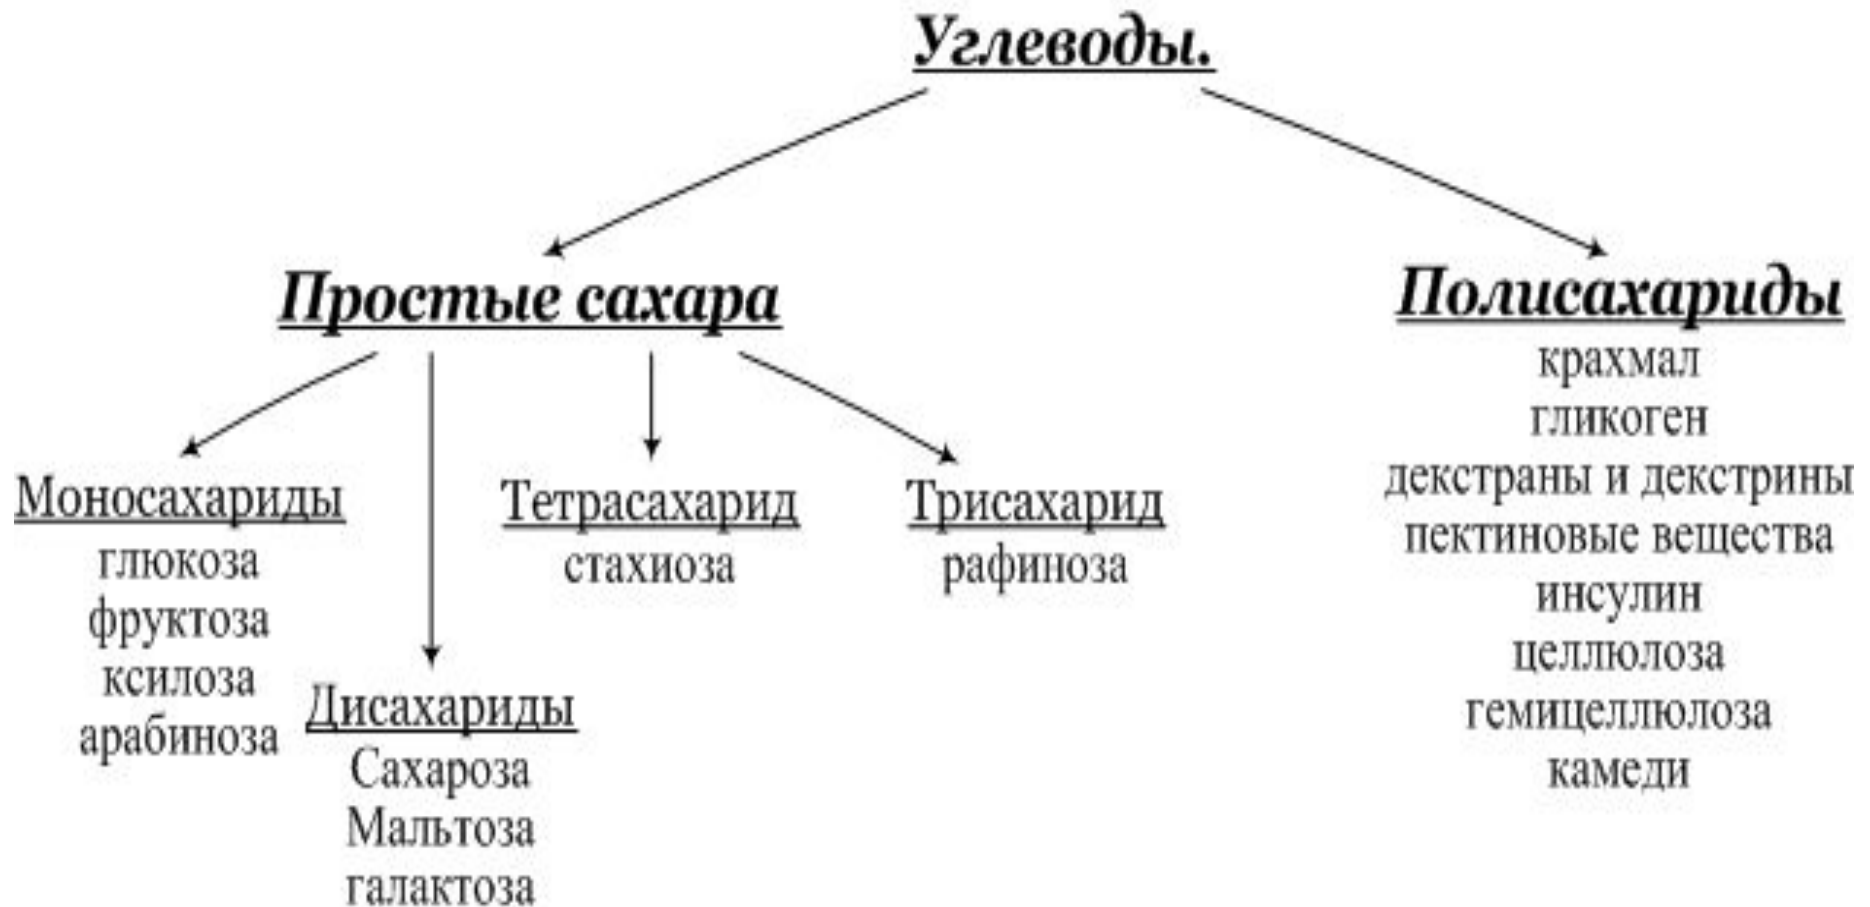 Углеводы.
Простые сахара
Моносахариды
глюкоза
фруктоза
ксилоза
арабиноза
Дисахариды
Сахароза
Мальтоза
галактоза
Тетрасахарид
стахиоза
Трисахарид
рафиноза
Полисахариды
крахмал
гликоген
декстраны и декстрины
пектиновые вещества
инсулин
целлюлоза
гемицеллюлоза
камеди